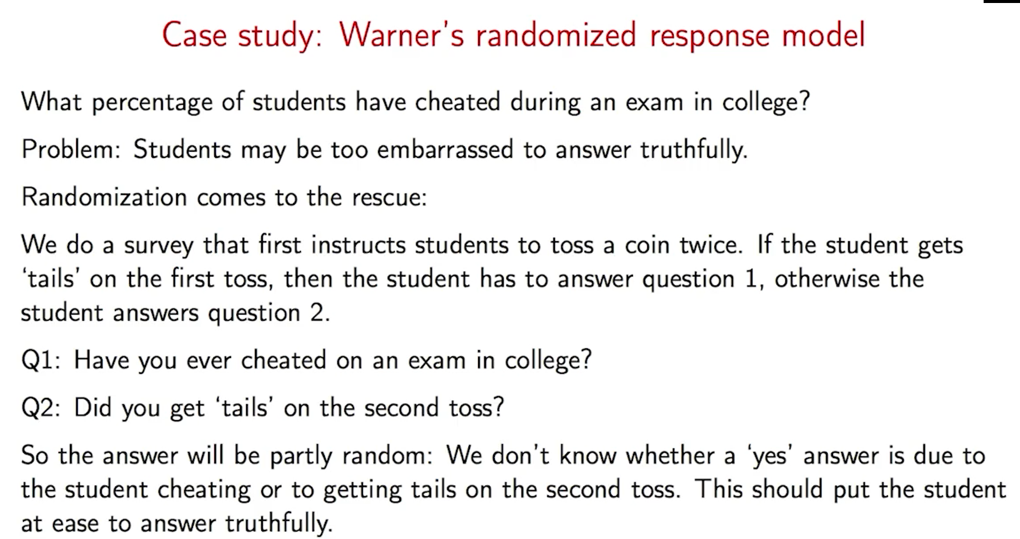 Case study: Warner's randomized response model
What percentage of students have cheated during an exam in college?
Problem: Students may be too embarrassed to answer truthfully.
Randomization comes to the rescue:
We do a survey that first instructs students to toss a coin twice. If the student gets
‘tails’ on the first toss, then the student has to answer question 1, otherwise the
student answers question 2.
Q1: Have you ever cheated on an exam in college?
Q2: Did you get ‘tails’ on the second toss?
So the answer will be partly random: We don't know whether a ‘yes’ answer is due to
the student cheating or to getting tails on the second toss. This should put the student
at ease to answer truthfully.